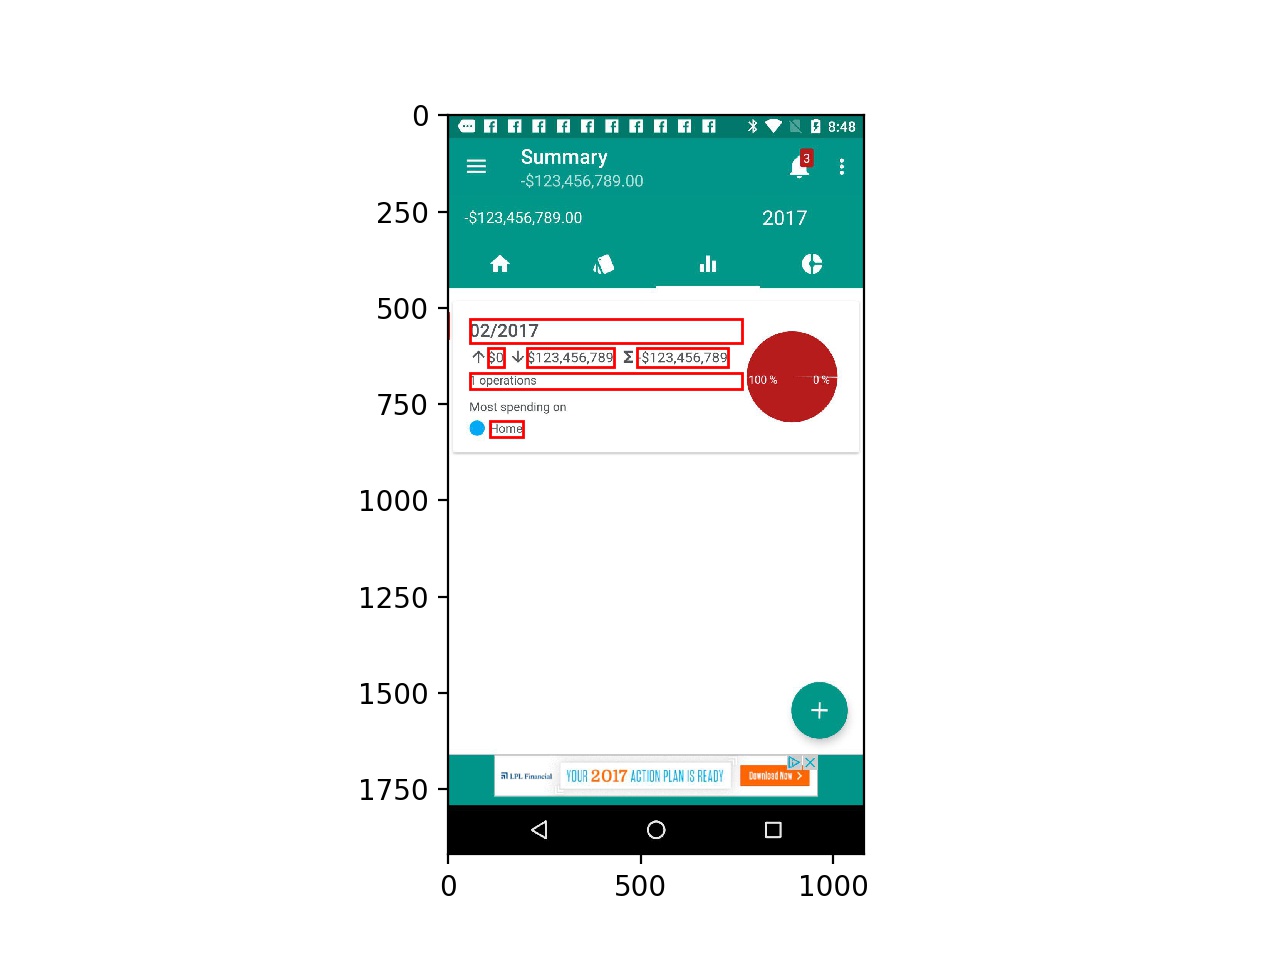 0
8:48
Summary
3
-$123,456,789.00
250
-$123,456,789.00 2017
500
02/2017
$0 $123,456,789 Σ -$123,456,789
1 operations
100 % 0 %
750
Most spending on
Home
1000
1250
1500
LPL Financial YOUR 2017 ACTION PLAN IS READY Download Now
1750
0 500 1000